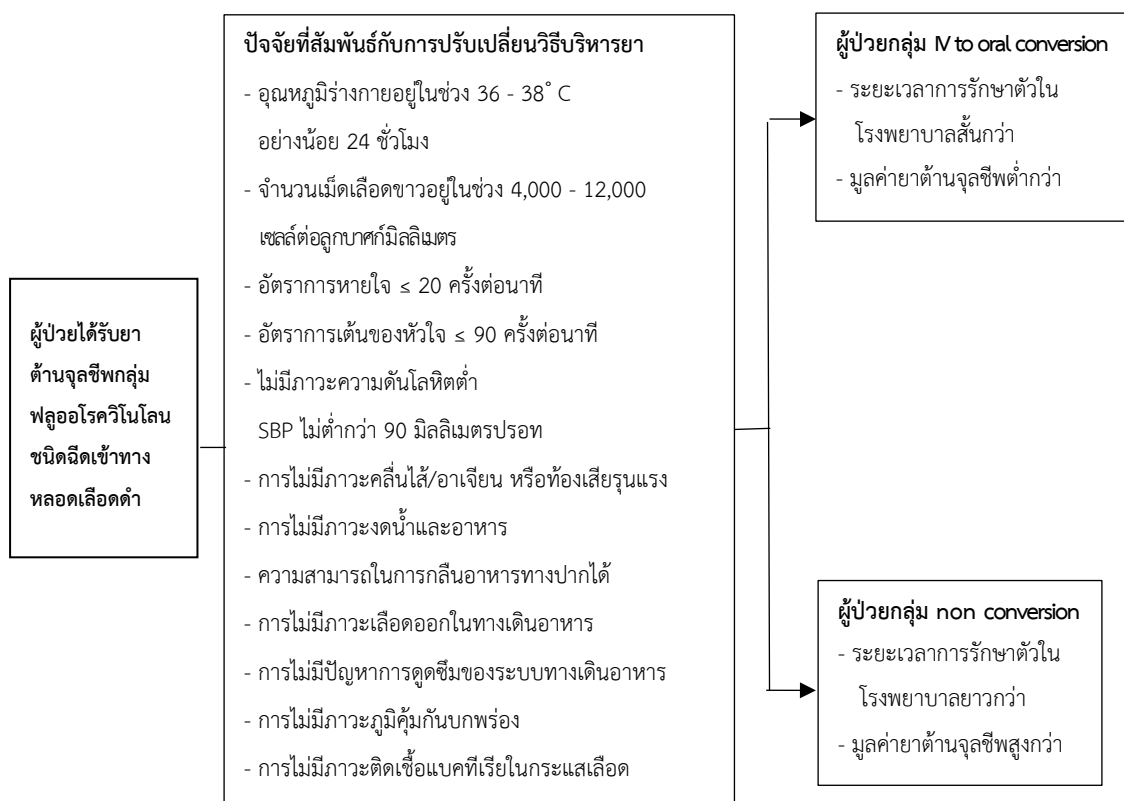 ผู้ป่วยได้รับยา
ต้านจุลชีพกลุ่ม
ฟลูออโรควิโนโลน
ชนิดฉีดเข้าทาง
หลอดเลือดดำ
ปัจจัยที่สัมพันธ์กับการปรับเปลี่ยนวิธีบริหารยา
- อุณหภูมิร่างกายอยู่ในช่วง 36 - 38° C
อย่างน้อย 24 ชั่วโมง
- จำนวนเม็ดเลือดขาวอยู่ในช่วง 4,000 - 12,000
เซลล์ต่อลูกบาศก์มิลลิเมตร
- อัตราการหายใจ ≤ 20 ครั้งต่อนาที
- อัตราการเต้นของหัวใจ ≤ 90 ครั้งต่อนาที
- ไม่มีภาวะความดันโลหิตต่ำ
SBP ไม่ต่ำกว่า 90 มิลลิเมตรปรอท
- การไม่มีภาวะคลื่นไส้/อาเจียน หรือท้องเสียรุนแรง
- การไม่มีภาวะงดน้ำและอาหาร
- ความสามารถในการกลืนอาหารทางปากได้
- การไม่มีภาวะเลือดออกในทางเดินอาหาร
- การไม่มีปัญหาการดูดซึมของระบบทางเดินอาหาร
- การไม่มีภาวะภูมิคุ้มกันบกพร่อง
- การไม่มีภาวะติดเชื้อแบคทีเรียในกระแสเลือด
ผู้ป่วยกลุ่ม IV to oral conversion
- ระยะเวลาการรักษาตัวใน
โรงพยาบาลสั้นกว่า
- มูลค่ายาต้านจุลชีพต่ำกว่า
ผู้ป่วยกลุ่ม non conversion
- ระยะเวลาการรักษาตัวใน
โรงพยาบาลยาวกว่า
- มูลค่ายาต้านจุลชีพสูงกว่า